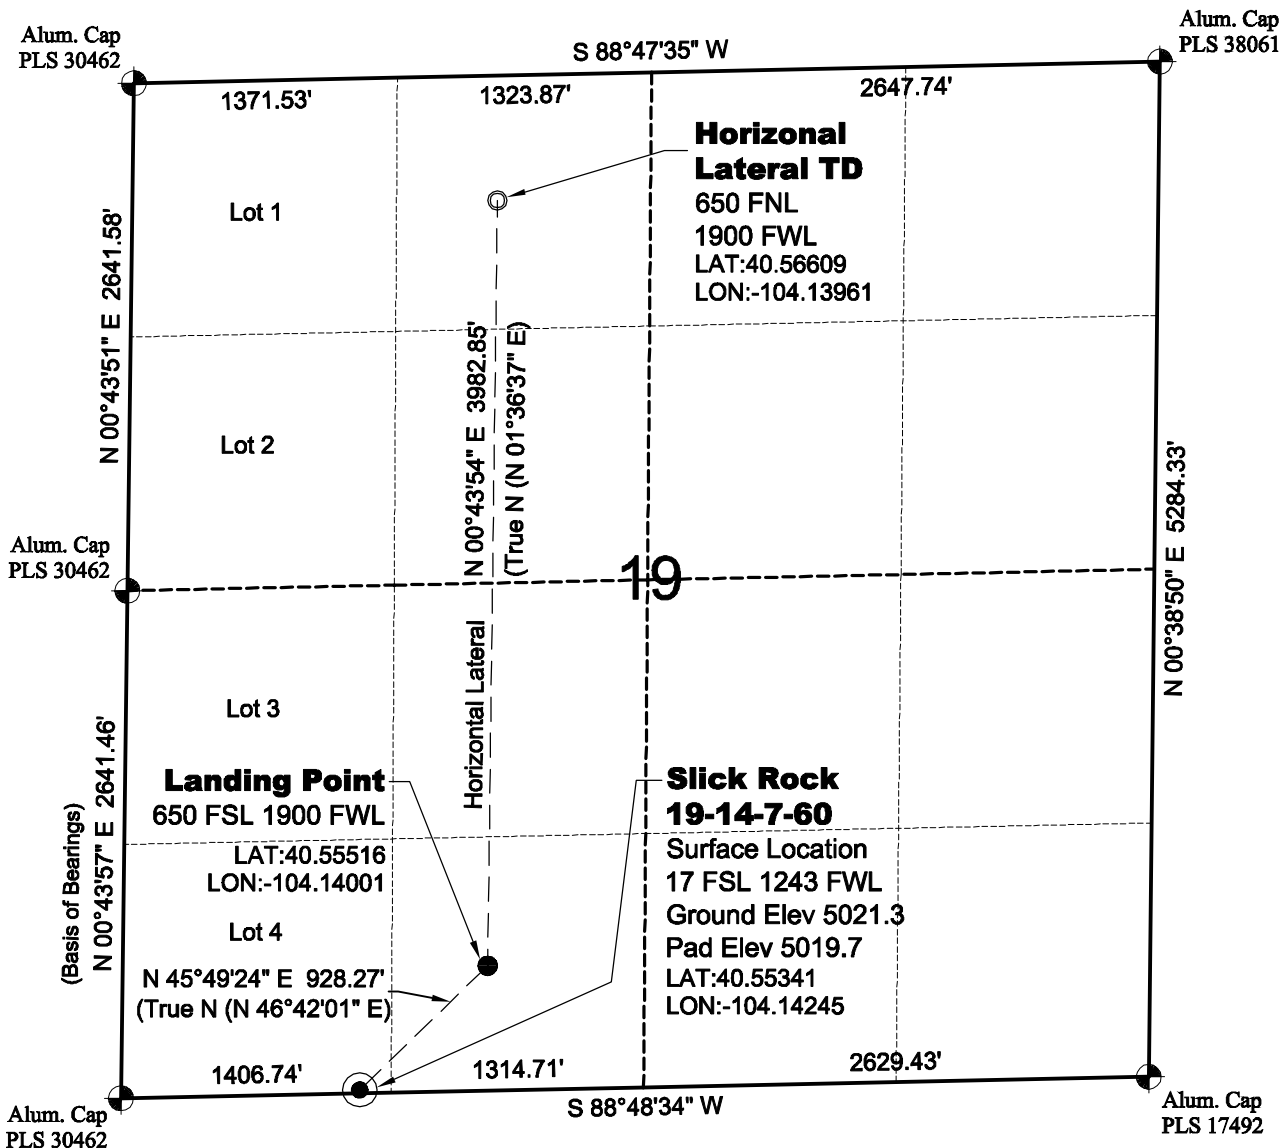 Alum. Cap
PLS 30462
S 88°47'35" W
Alum. Cap
PLS 38061
1371.53'
1323.87'
2647.74'
Horizonal
Lateral TD
650 FNL
1900 FWL
LAT:40.56609
LON:-104.13961
Lot 1
N 00°43'51" E 2641.58'
Lot 2
N 00°43'54" E 3982.85'
(True N (N 01°36'37" E)
Alum. Cap
PLS 30462
19
N 00°38'50" E 5284.33'
Horizontal Lateral
Lot 3
Landing Point
650 FSL 1900 FWL
LAT:40.55516
LON:-104.14001
Slick Rock
19-14-7-60
Surface Location
17 FSL 1243 FWL
Ground Elev 5021.3
Pad Elev 5019.7
LAT:40.55341
LON:-104.14245
(Basis of Bearings)
N 00°43'57" E 2641.46'
Lot 4
N 45°49'24" E 928.27'
(True N (N 46°42'01" E)
1406.74'
1314.71'
2629.43'
S 88°48'34" W
Alum. Cap
PLS 30462
Alum. Cap
PLS 17492